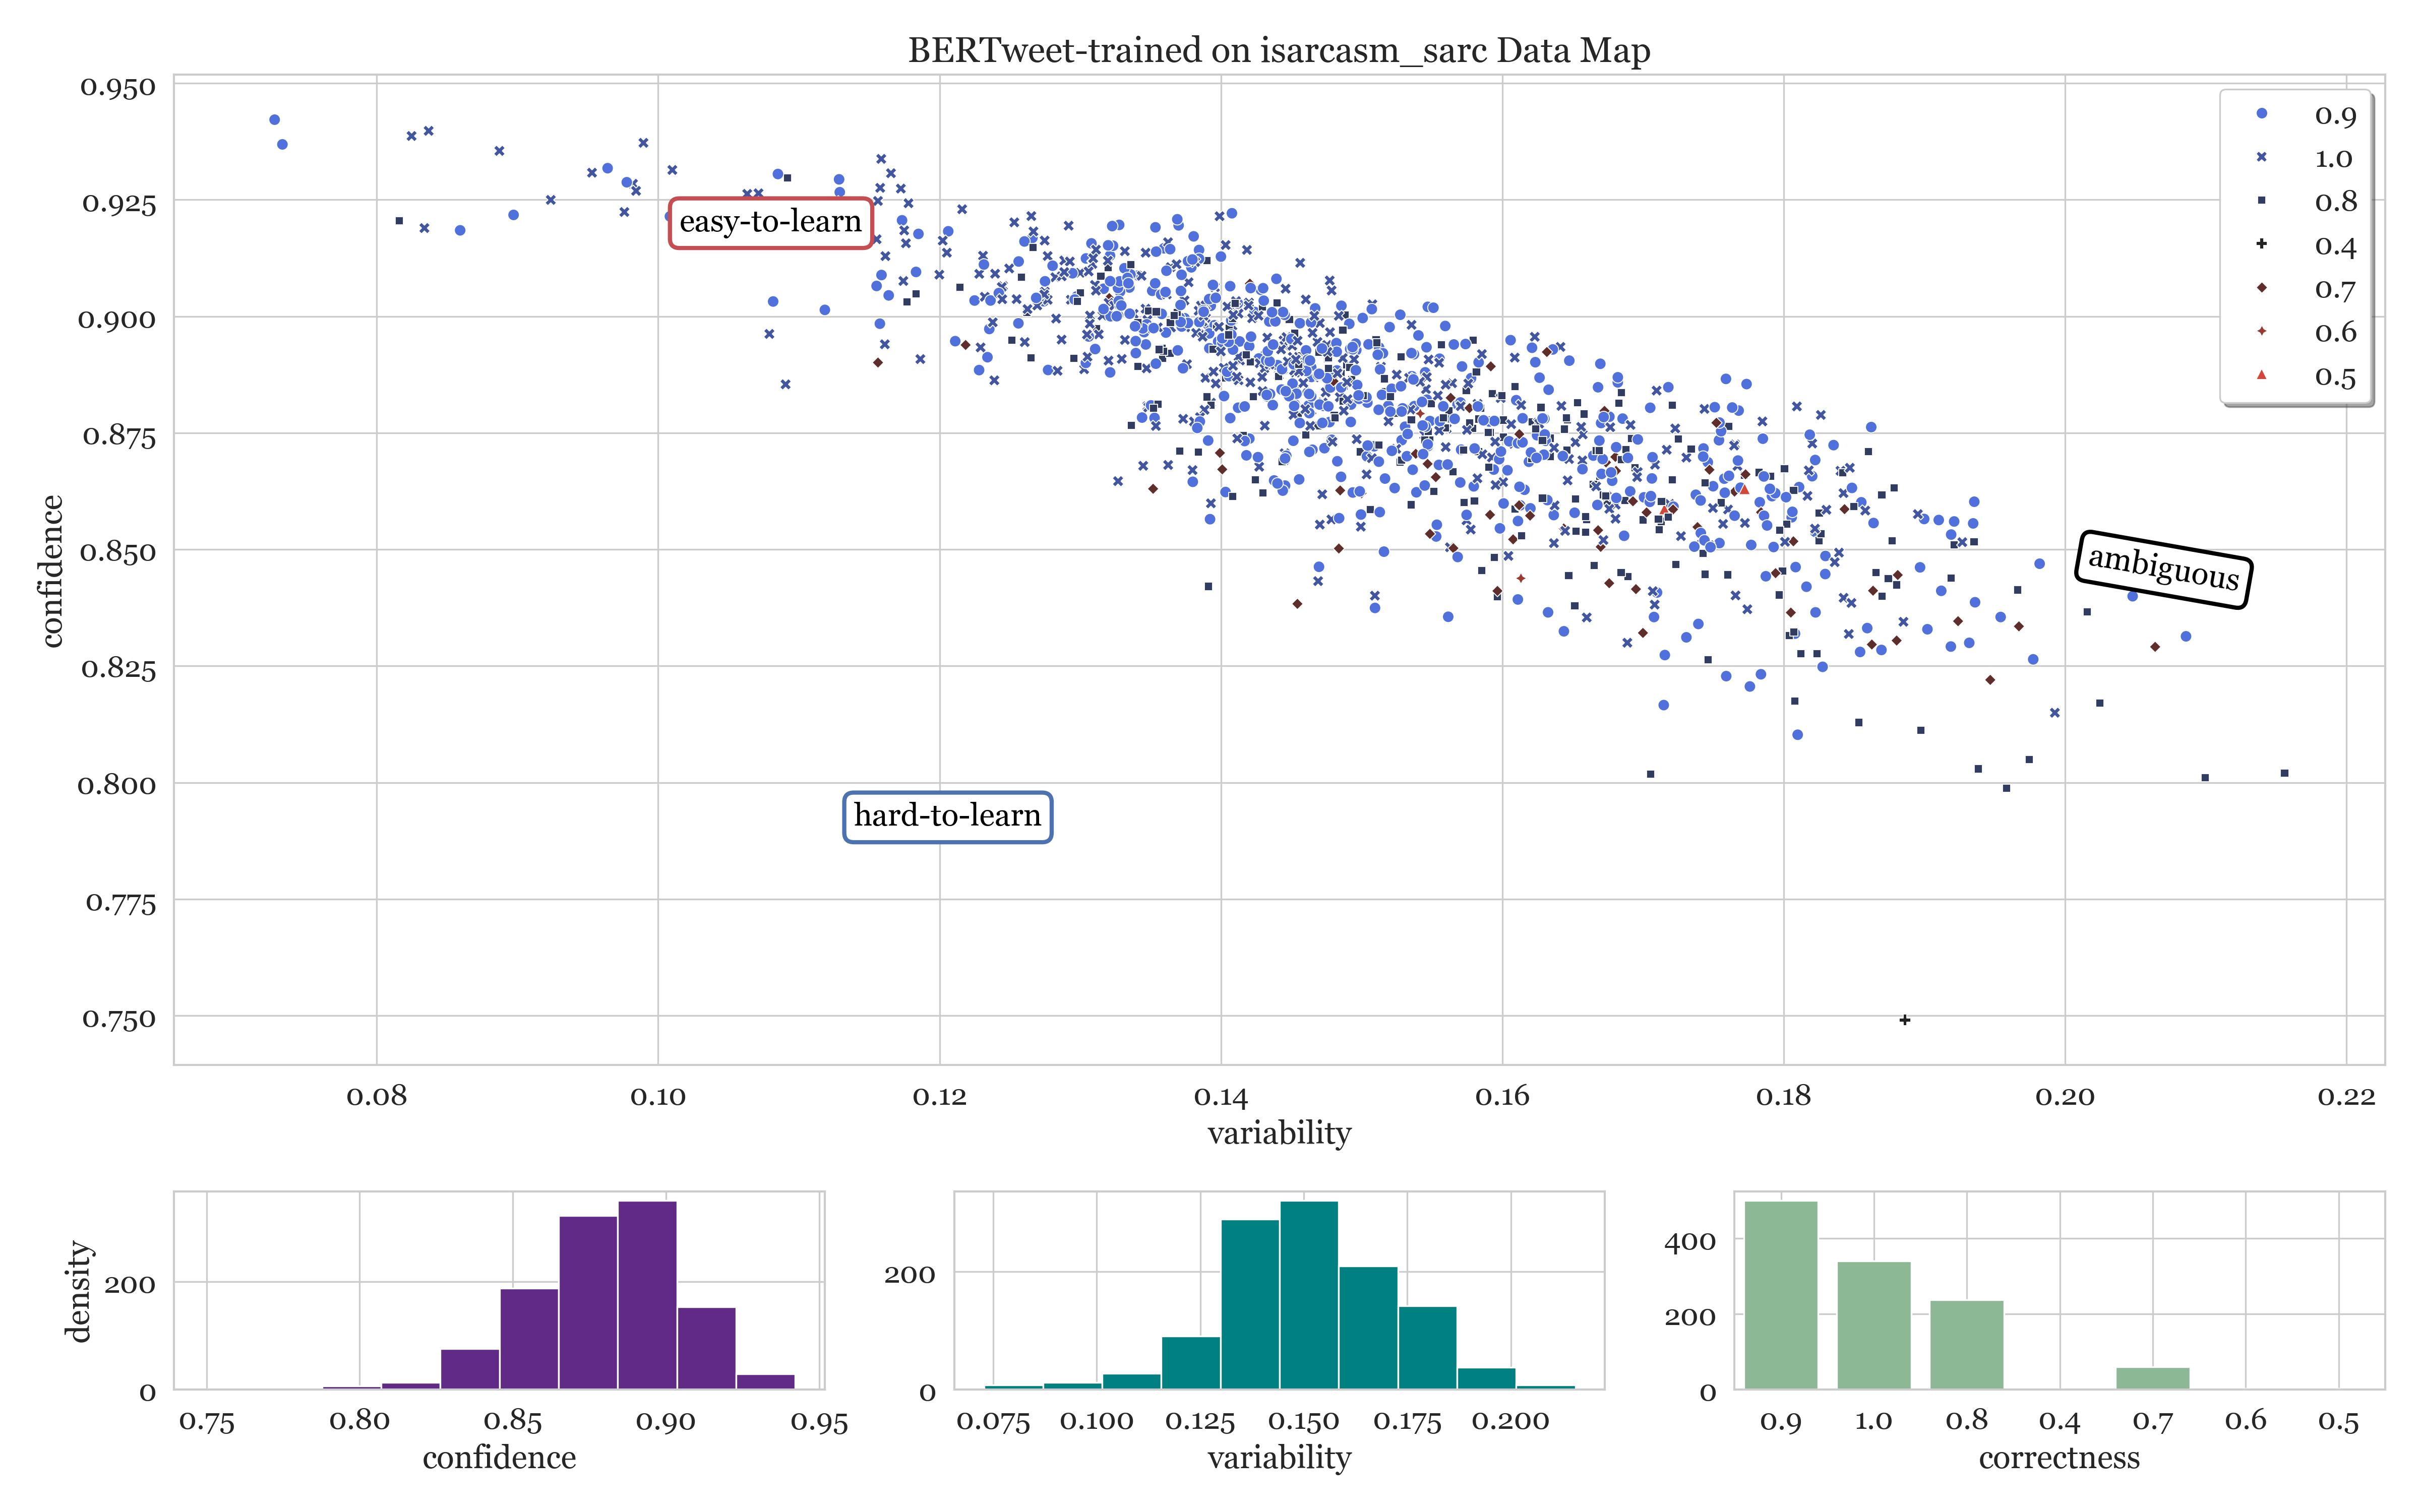 BERTweet-trained on isarcasm_sarc Data Map
0.950
0.925
0.900
0.875
0.850
0.825
0.800
0.775
0.750
confidence
easy-to-learn
ambiguous
hard-to-learn
0.9
1.0
0.8
0.4
0.7
0.6
0.5
0.08 0.10 0.12 0.14 0.16 0.18 0.20 0.22
variability
density
200
0
0.75 0.80 0.85 0.90 0.95
confidence
200
0
0.075 0.100 0.125 0.150 0.175 0.200
variability
400
200
0
0.9 1.0 0.8 0.4 0.7 0.6 0.5
correctness